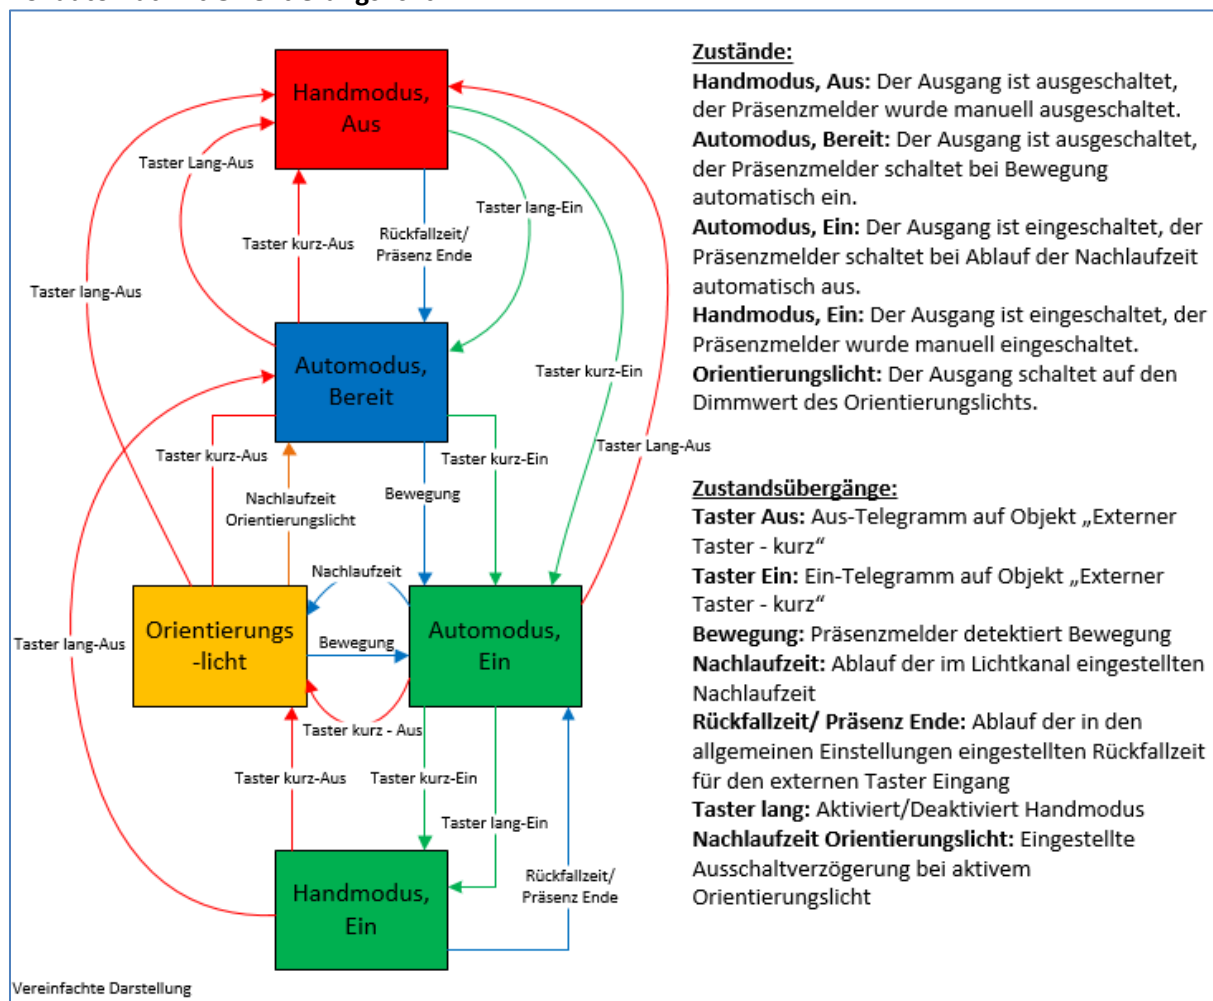 Handmodus,
Aus
Taster Lang-Aus
Taster lang-Ein
Rückfallzeit/
Präsenz Ende
Taster kurz-Aus
Taster lang-Aus
Automodus,
Bereit
Taster kurz-Ein
Taster Lang-Aus
Taster kurz-Aus
Taster kurz-Ein
Bewegung
Nachlaufzeit
Orientierungslicht
Nachlaufzeit
Orientierungs
-licht
Bewegung
Automodus,
Ein
Taster lang-Aus
Taster kurz - Aus
Taster kurz-Aus
Taster kurz-Ein
Taster lang-Ein
Handmodus,
Ein
Rückfallzeit/
Präsenz Ende
Vereinfachte Darstellung
Zustände:
Handmodus, Aus: Der Ausgang ist ausgeschaltet,
der Präsenzmelder wurde manuell ausgeschaltet.
Automodus, Bereit: Der Ausgang ist ausgeschaltet,
der Präsenzmelder schaltet bei Bewegung
automatisch ein.
Automodus, Ein: Der Ausgang ist eingeschaltet, der
Präsenzmelder schaltet bei Ablauf der Nachlaufzeit
automatisch aus.
Handmodus, Ein: Der Ausgang ist eingeschaltet, der
Präsenzmelder wurde manuell eingeschaltet.
Orientierungslicht: Der Ausgang schaltet auf den
Dimmwert des Orientierungslichts.
Zustandsübergänge:
Taster Aus: Aus-Telegramm auf Objekt „Externer
Taster - kurz“
Taster Ein: Ein-Telegramm auf Objekt „Externer
Taster - kurz“
Bewegung: Präsenzmelder detektiert Bewegung
Nachlaufzeit: Ablauf der im Lichtkanal eingestellten
Nachlaufzeit
Rückfallzeit/ Präsenz Ende: Ablauf der in den
allgemeinen Einstellungen eingestellten Rückfallzeit
für den externen Taster Eingang
Taster lang: Aktiviert/Deaktiviert Handmodus
Nachlaufzeit Orientierungslicht: Eingestellte
Ausschaltverzögerung bei aktivem
Orientierungslicht